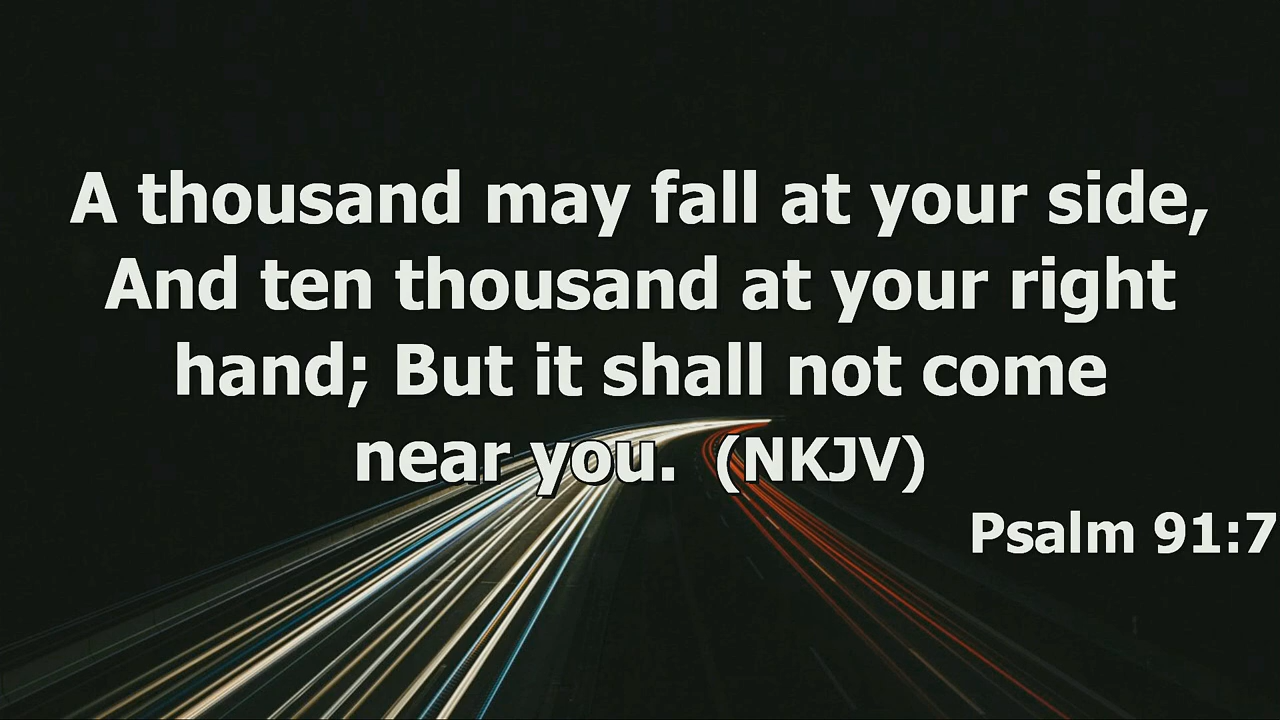 A thousand may fall at your side,
And ten thousand at your right
hand; But it shall not come
near you.  (NKJV)
Psalm 91:7